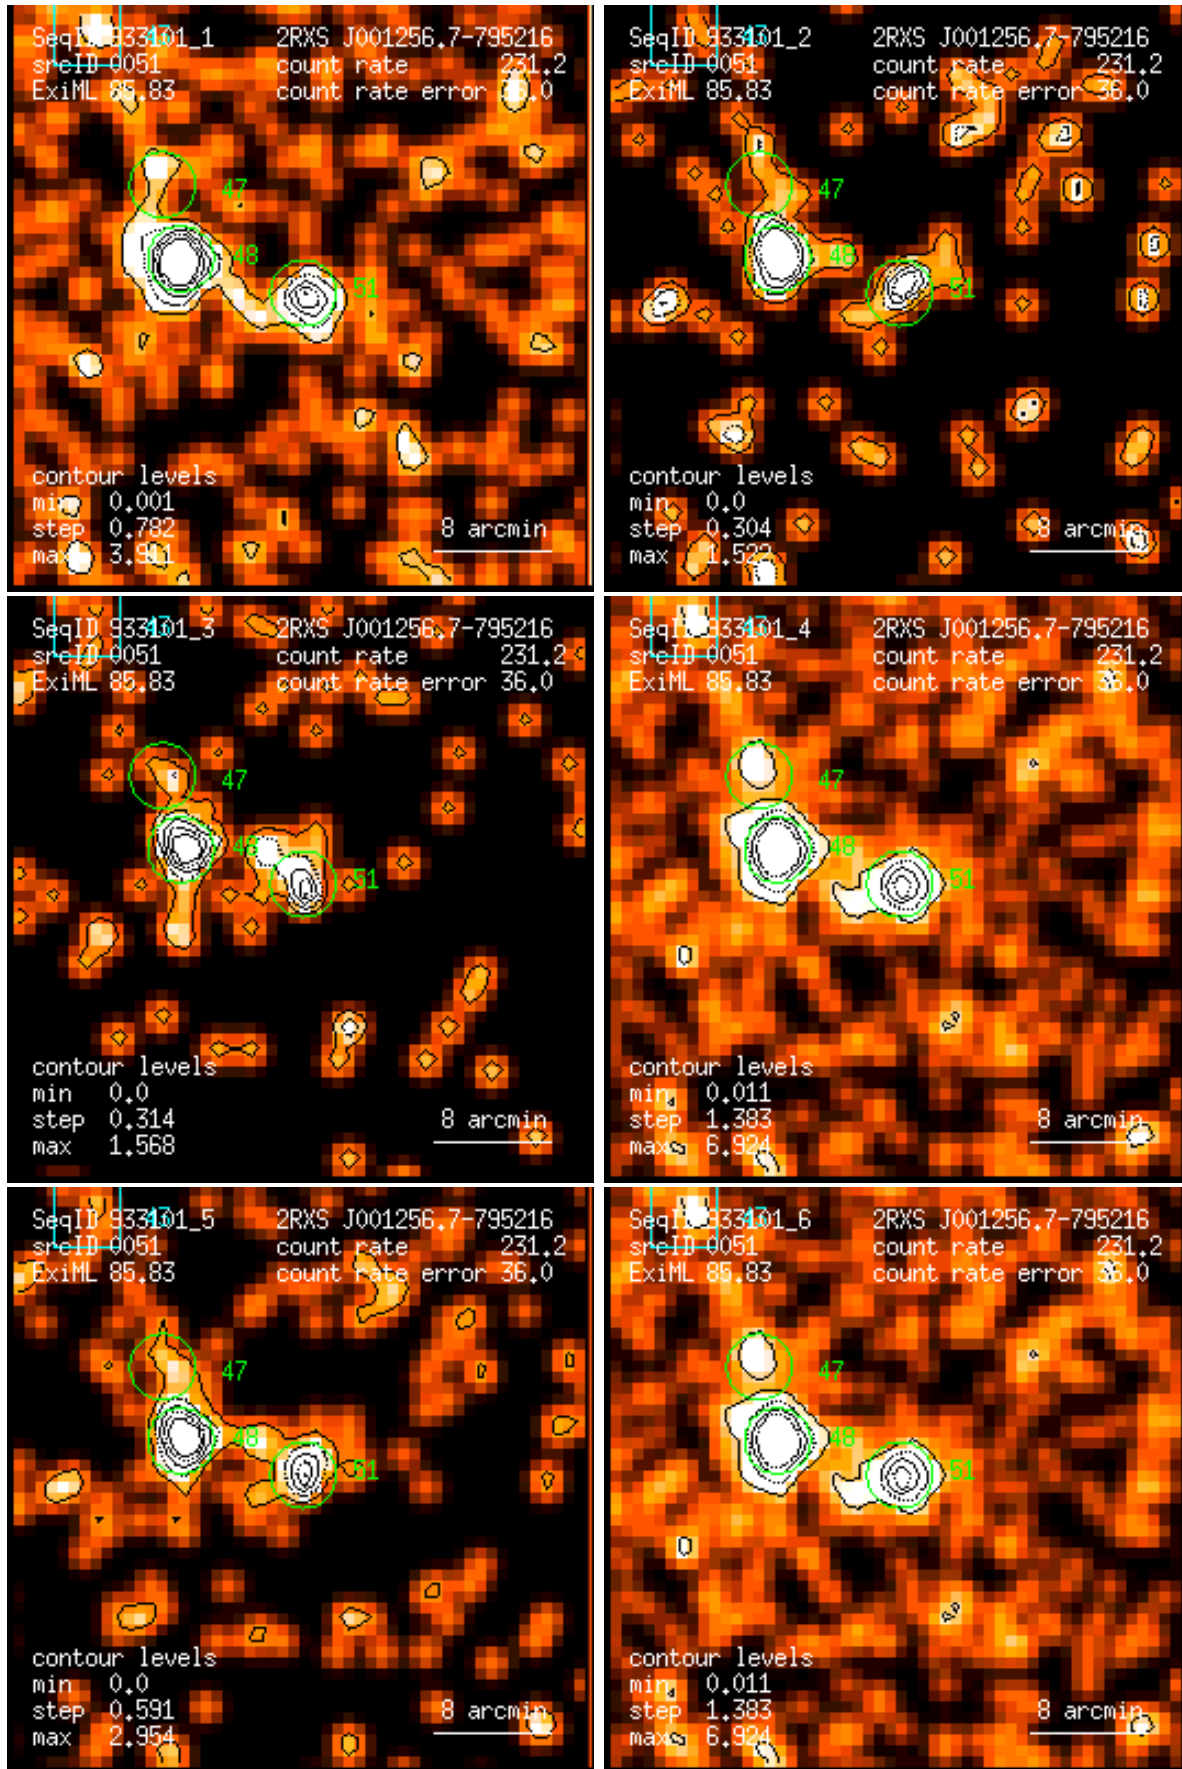 SeqID 933101_1 2RXS J001256.7-795216
srcID 0051 count rate 231.2
ExiML 85.83 count rate error 36.0
47
48
51
contour levels
min 0.001
step 0.782 8 arcmin
max 3.911
SeqID 933101_2 2RXS J001256.7-795216
srcID 0051 count rate 231.2
ExiML 85.83 count rate error 36.0
47
48
51
contour levels
min 0.0
step 0.304 8 arcmin
max 1.522
SeqID 933101_3 2RXS J001256.7-795216
srcID 0051 count rate 231.2
ExiML 85.83 count rate error 36.0
47
48
51
contour levels
min 0.0
step 0.314 8 arcmin
max 1.568
SeqID 933101_4 2RXS J001256.7-795216
srcID 0051 count rate 231.2
ExiML 85.83 count rate error 36.0
47
48
51
contour levels
min 0.011
step 1.383 8 arcmin
max 6.924
SeqID 933101_5 2RXS J001256.7-795216
srcID 0051 count rate 231.2
ExiML 85.83 count rate error 36.0
47
48
51
contour levels
min 0.0
step 0.591 8 arcmin
max 2.954
SeqID 933101_6 2RXS J001256.7-795216
srcID 0051 count rate 231.2
ExiML 85.83 count rate error 36.0
47
48
51
contour levels
min 0.011
step 1.383 8 arcmin
max 6.924